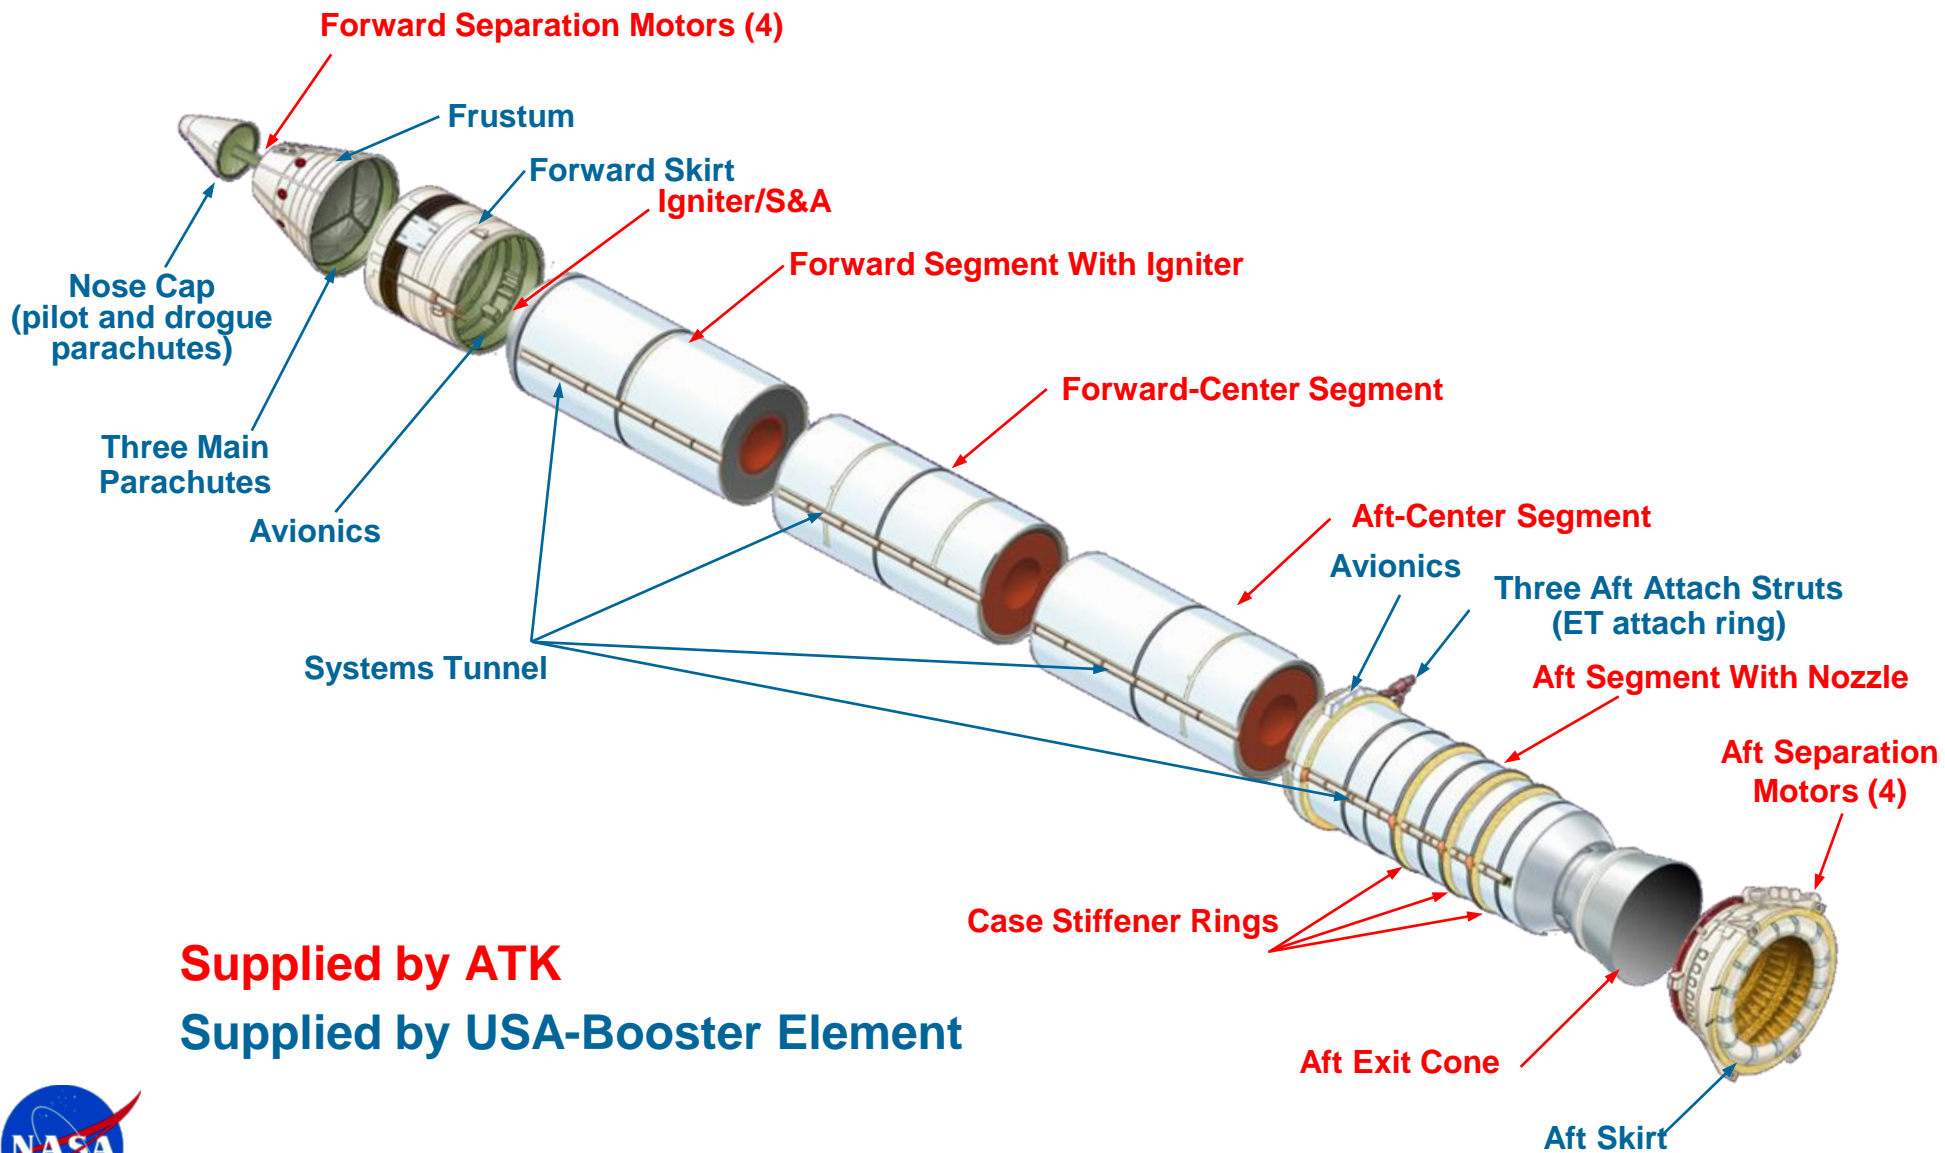 Forward Separation Motors (4)
Frustum
Forward Skirt
Igniter/S&A
Forward Segment With Igniter
Nose Cap
(pilot and drogue
parachutes)
Forward-Center Segment
Three Main
Parachutes
Avionics
Aft-Center Segment
Avionics
Three Aft Attach Struts
(ET attach ring)
Systems Tunnel
Aft Segment With Nozzle
Aft Separation
Motors (4)
Case Stiffener Rings
Supplied by ATK
Supplied by USA-Booster Element
Aft Exit Cone
Aft Skirt
NASA